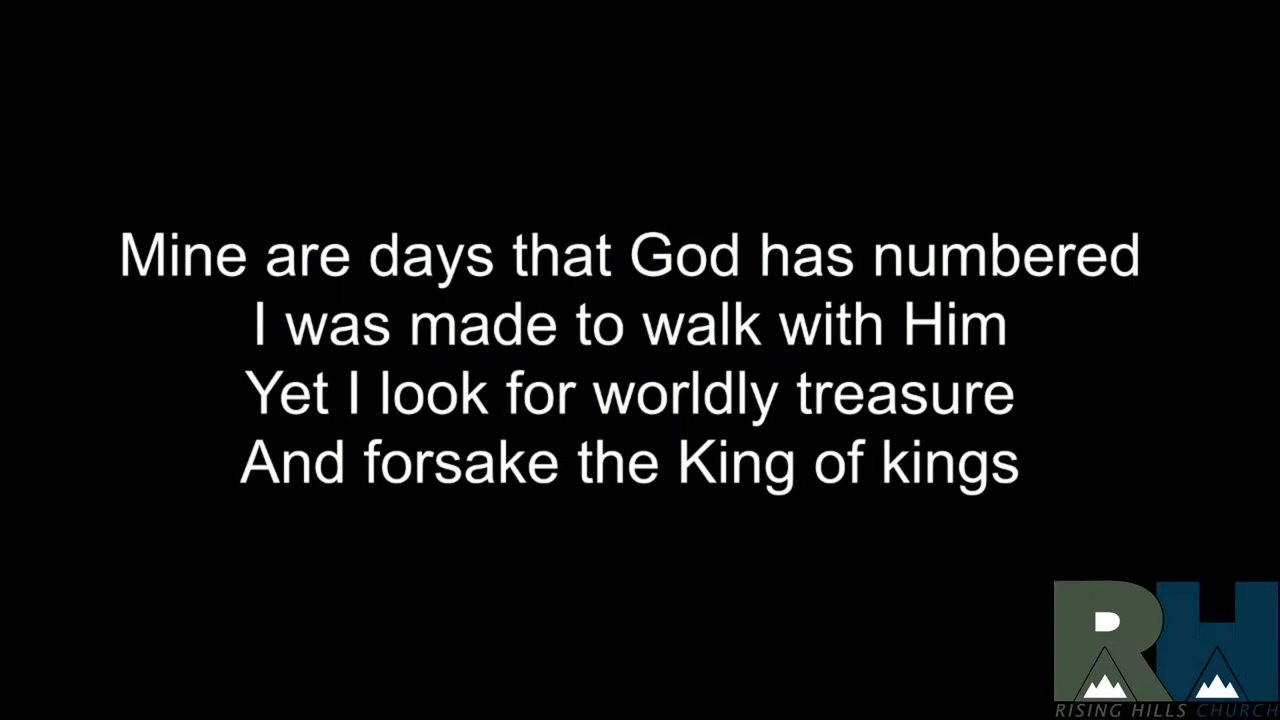 Mine are days that God has numbered
I was made to walk with Him
Yet I look for worldly treasure
And forsake the King of kings
RH
RISING HILLS CHURCH